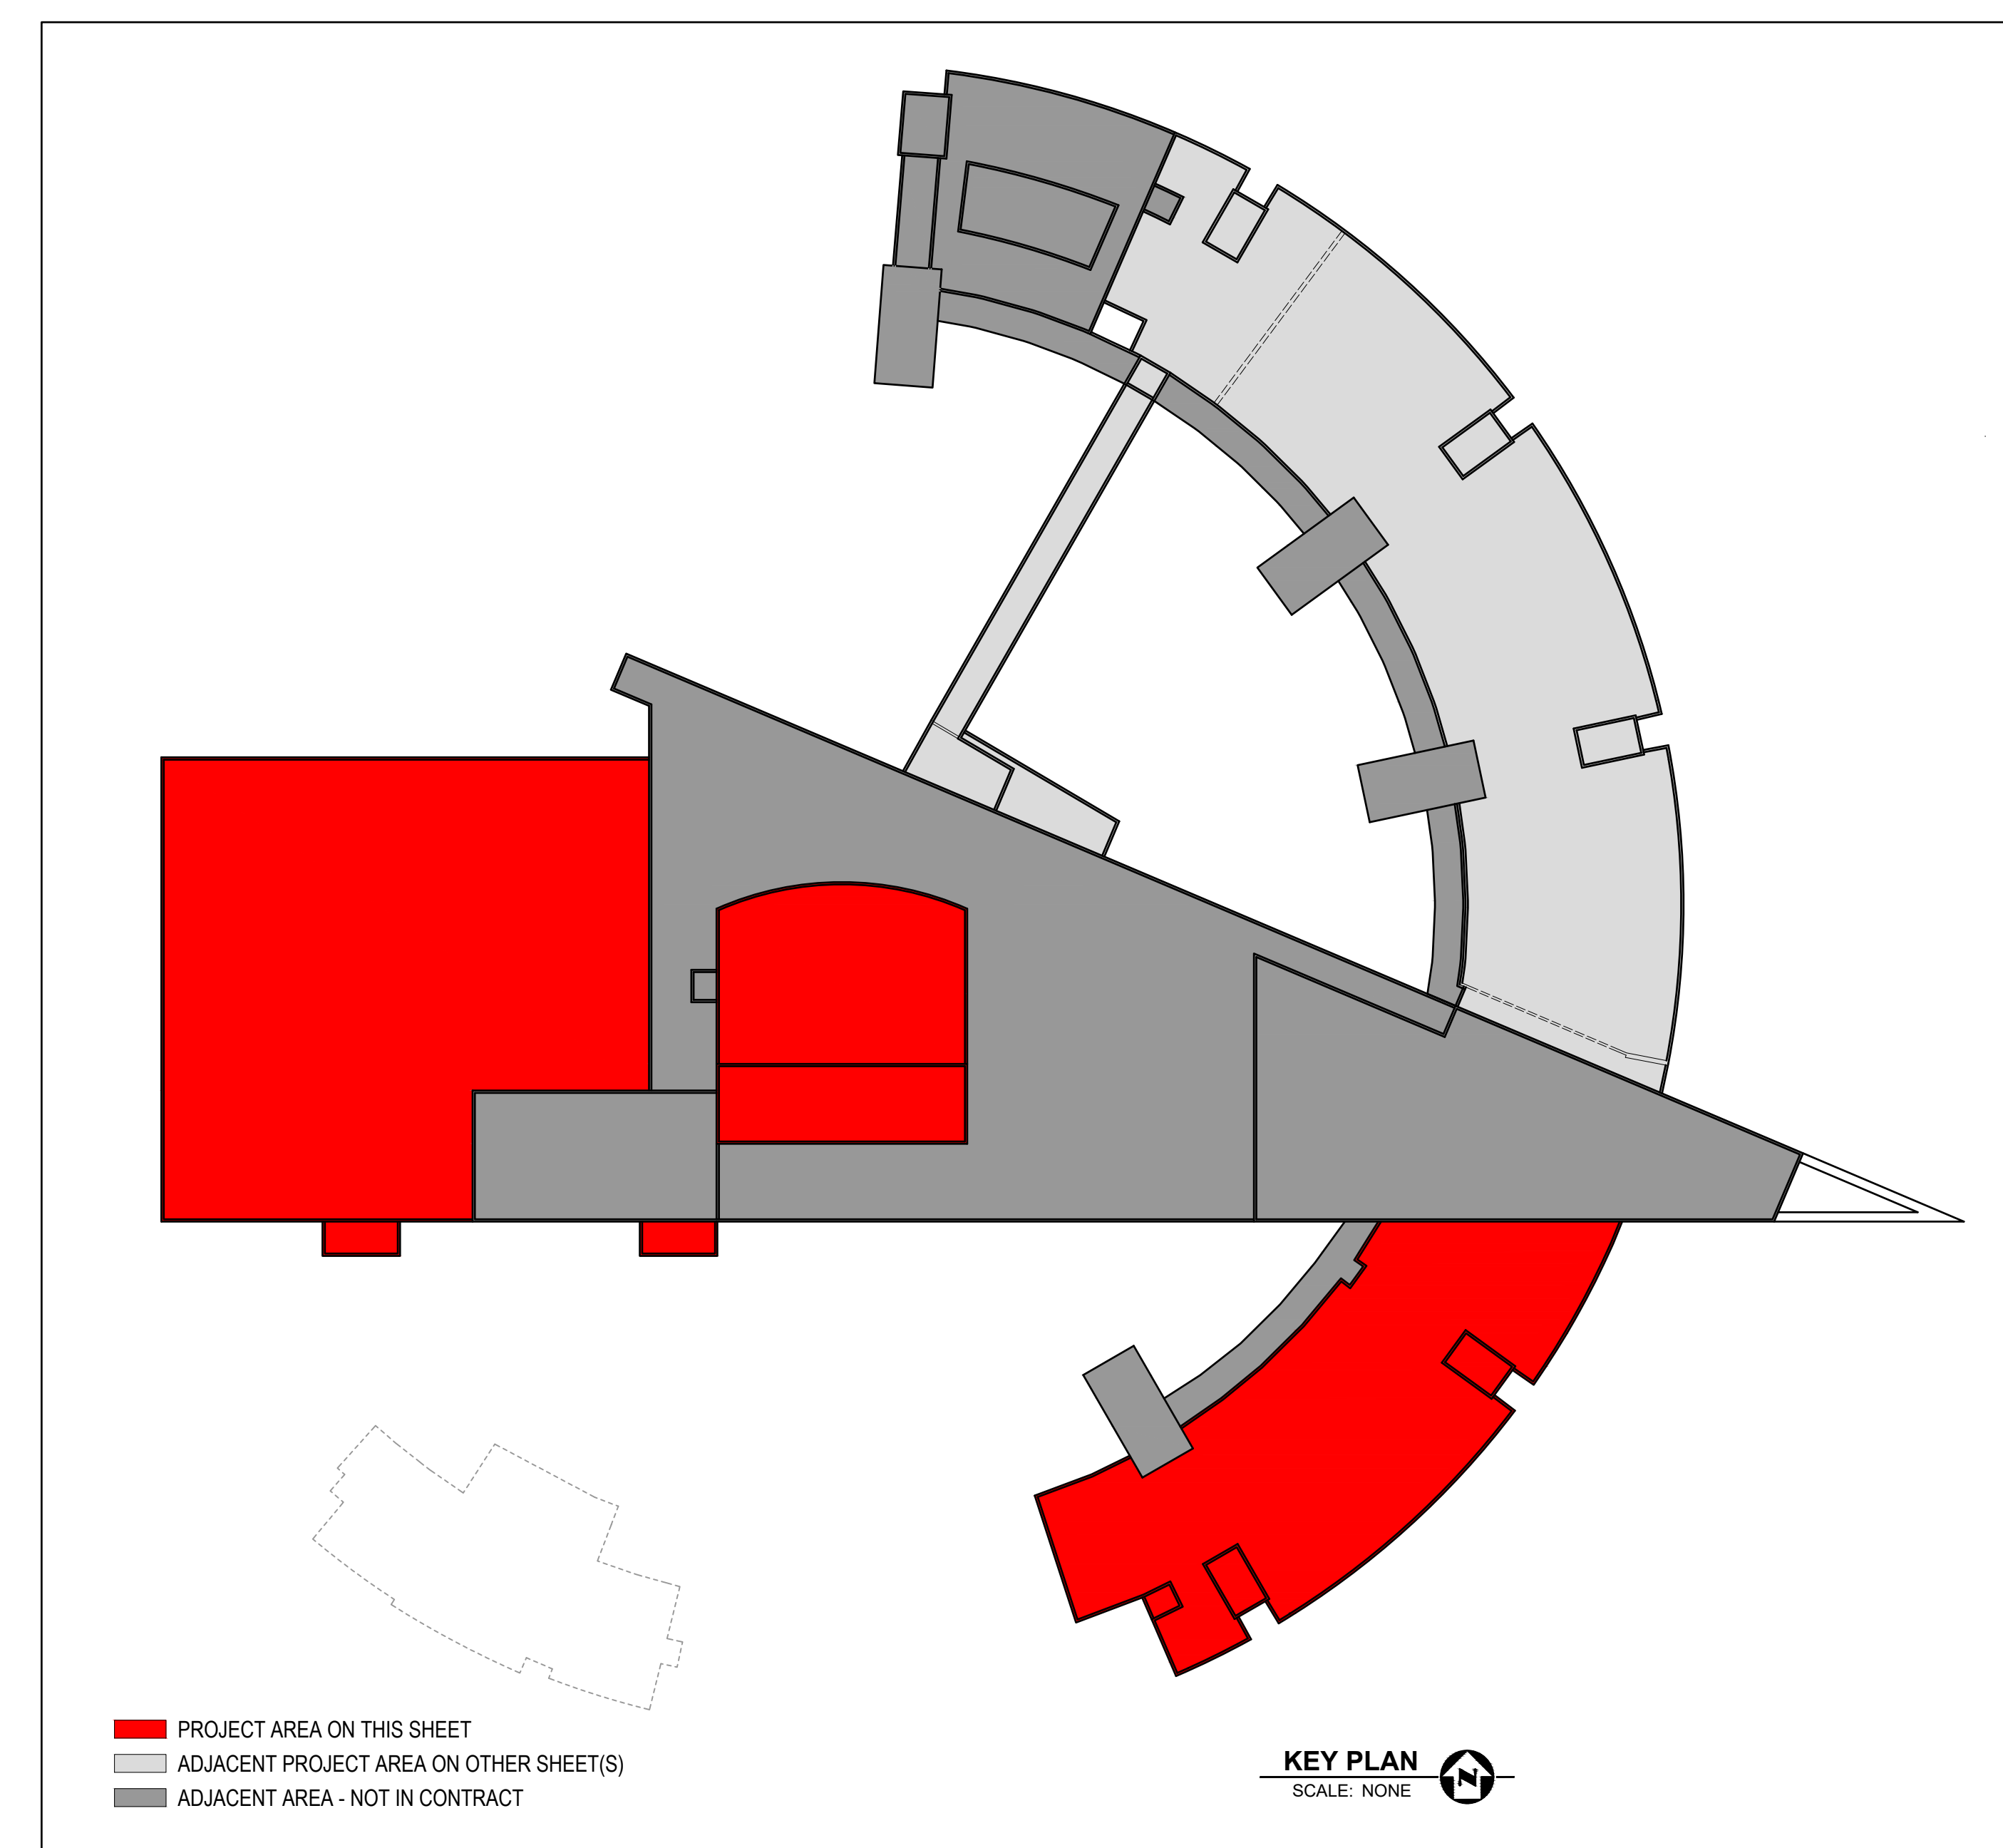 PROJECT AREA ON THIS SHEET
ADJACENT PROJECT AREA ON OTHER SHEET(S)
ADJACENT AREA - NOT IN CONTRACT
KEY PLAN
SCALE: NONE
N